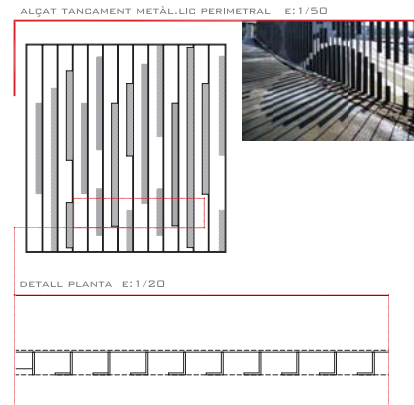 ALÇAT TANCAMENT METÀL.LIC PERIMETRAL E:1/50
DETALL PLANTA E:1/20